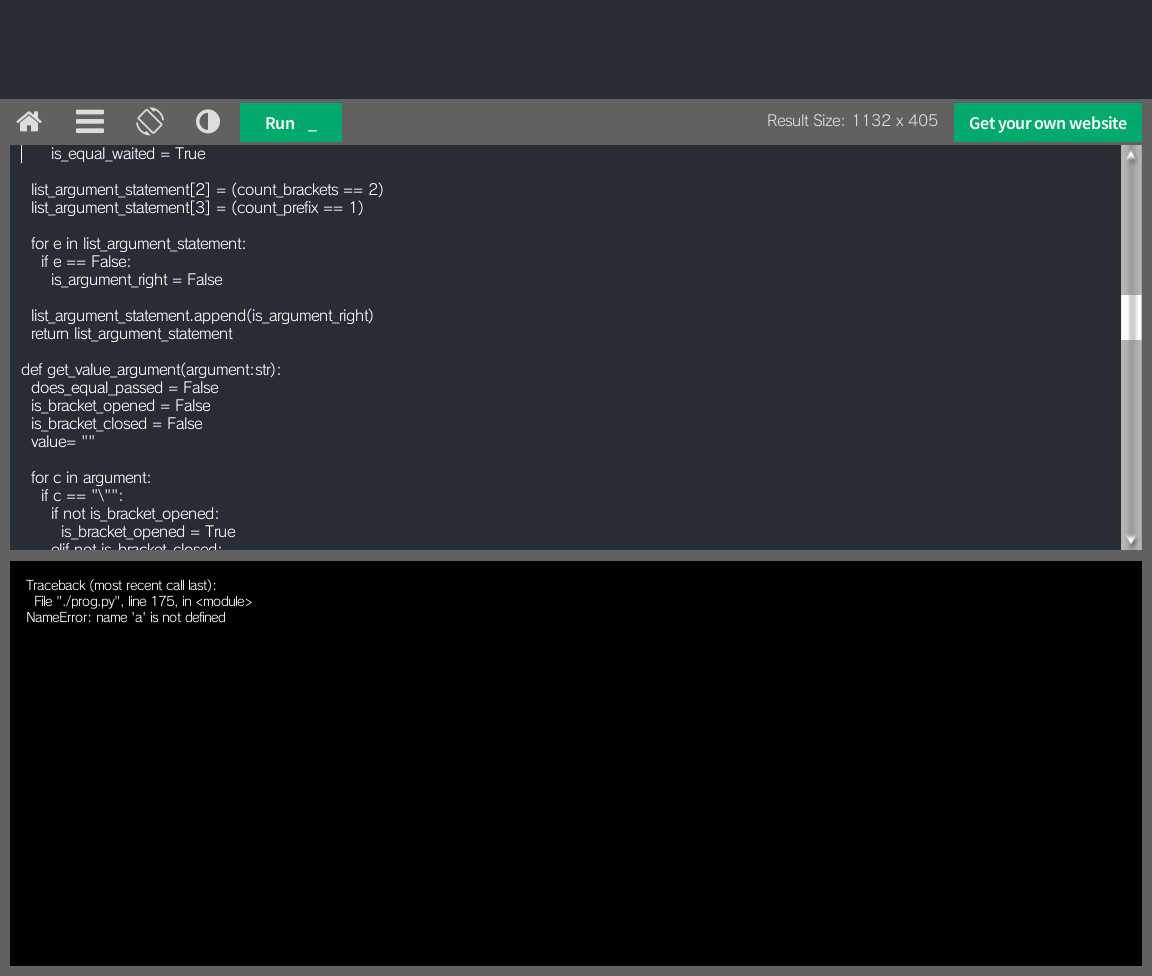 Run _
Result Size: 1132 x 405
Get your own website
is_equal_waited = True
list_argument_statement[2] = (count_brackets == 2)
list_argument_statement[3] = (count_prefix == 1)
for e in list_argument_statement:
if e == False:
is_argument_right = False
list_argument_statement.append(is_argument_right)
return list_argument_statement
def get_value_argument(argument:str):
does_equal_passed = False
is_bracket_opened = False
is_bracket_closed = False
value= ""
for c in argument:
if c == "\"":
if not is_bracket_opened:
is_bracket_opened = True
elif not is_bracket_closed:
Traceback (most recent call last):
File "./prog.py", line 175, in <module>
NameError: name 'a' is not defined